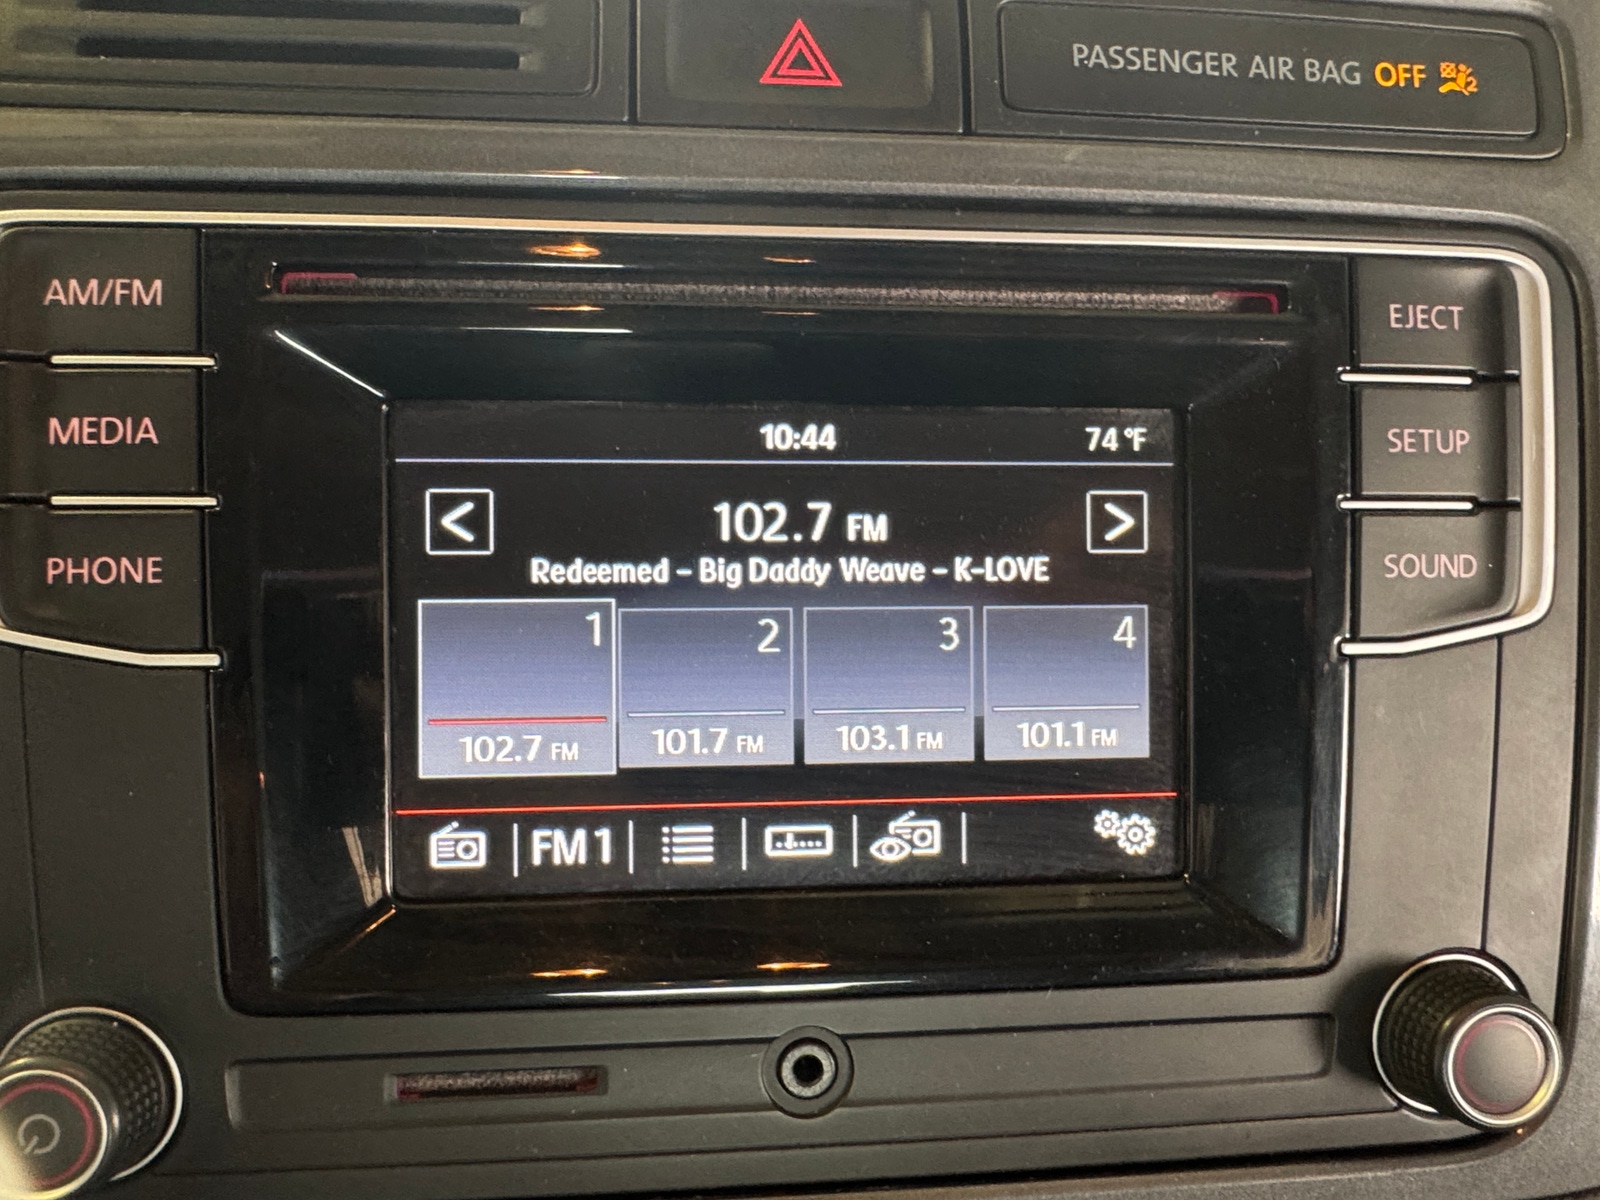 PASSENGER AIR BAG OFF
AM/FM
MEDIA
PHONE
EJECT
SETUP
SOUND
10:44 74°F
< 102.7 FM >
Redeemed - Big Daddy Weave - K-LOVE
1 2 3 4
102.7 FM 101.7 FM 103.1 FM 101.1 FM
FM1